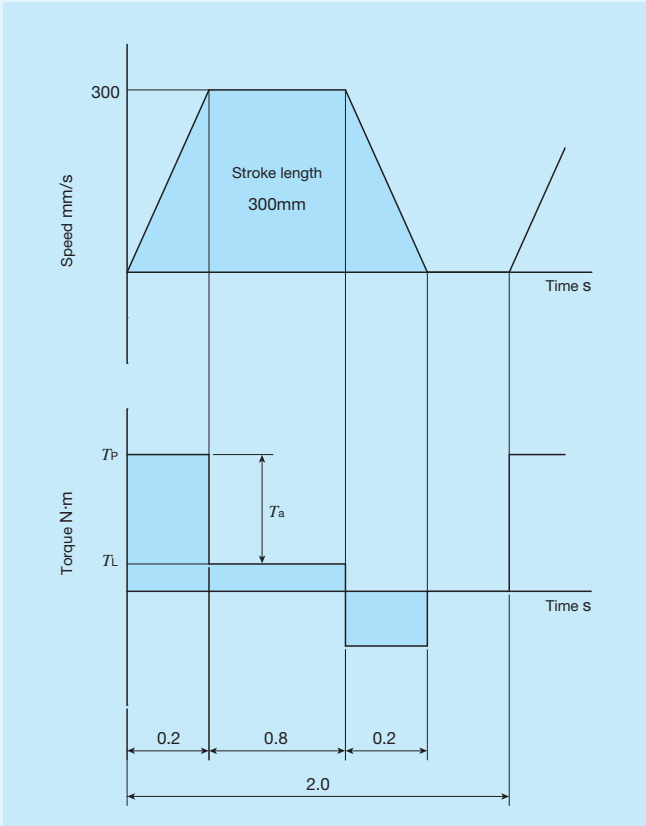 300
Stroke length
300mm
Speed mm/s
Time s
TP
Ta
TL
Torque N·m
Time s
0.2
0.8
0.2
2.0